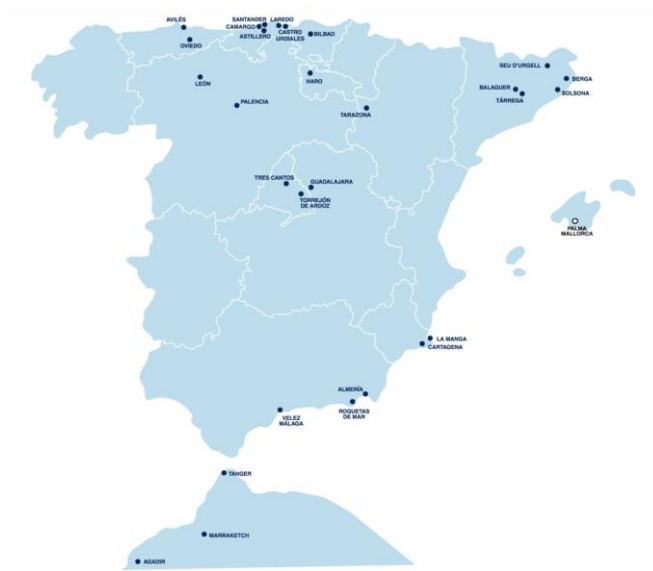 AVILÉS
SANTANDER
LAREDO
CAMARGO
ASTILLERO
CASTRO
URDIALES
BILBAO
OVIEDO
LEÓN
HARO
PALENCIA
TARAZONA
SEU D'URGELL
BERGA
BALAGUER
SOLSONA
TÁRREGA
TRES CANTOS
GUADALAJARA
TORREJÓN
DE ARDOZ
PALMA
MALLORCA
LA MANGA
CARTAGENA
ALMERÍA
ROQUETAS
DE MAR
VELEZ
MÁLAGA
TANGER
MARRAKETCH
AGADIR